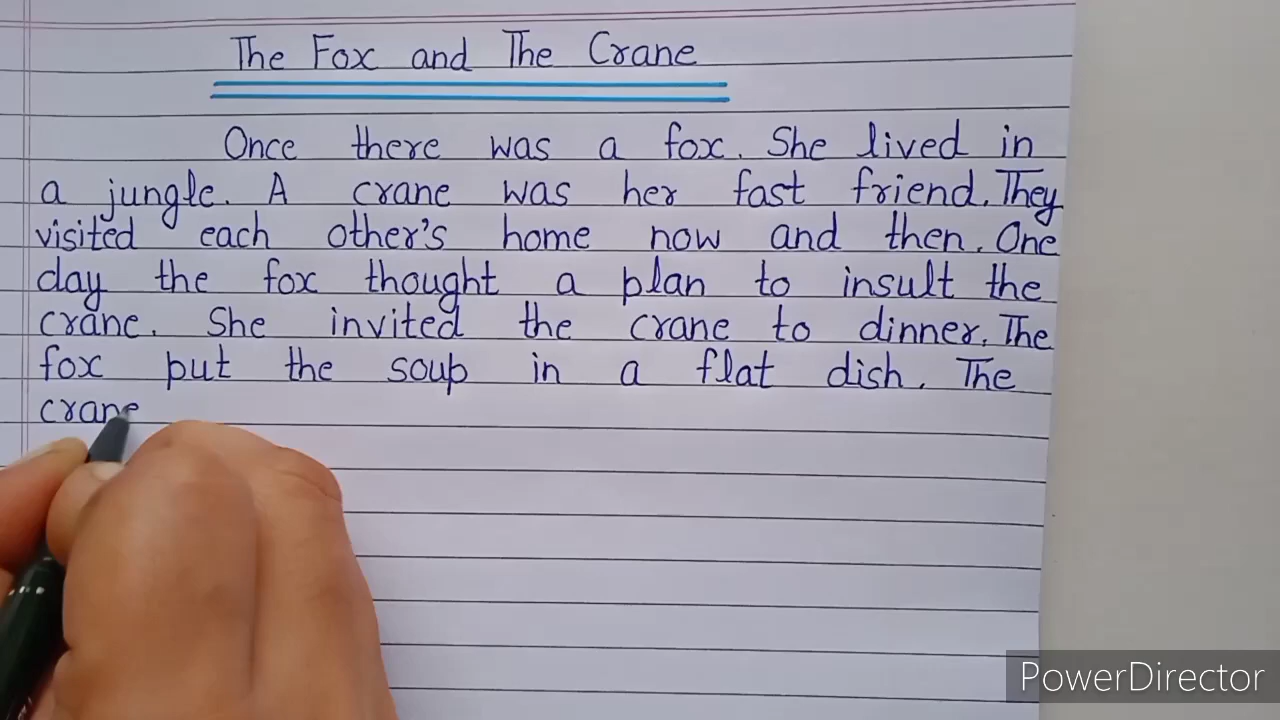 The Fox and The Crane
Once there was a fox. She lived in
a jungle. A crane was her fast friend. They
visited each other's home now and then. One
day the fox thought a plan to insult the
crane. She invited the crane to dinner. The
fox put the soup in a flat dish. The
crane
PowerDirector